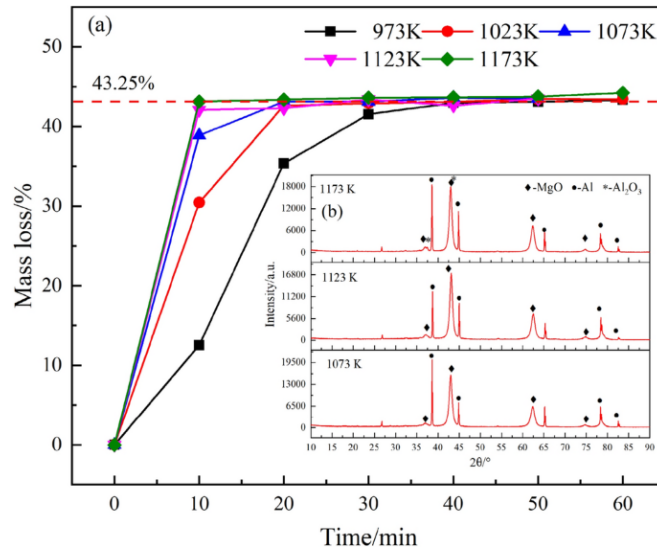 (a)
973K 1023K 1073K
1123K 1173K
43.25%
50
40
30
20
10
0
Mass loss/%
0 10 20 30 40 50 60
Time/min
(b)
1173 K
♦-MgO ●-Al *-Al₂O₃
18000
12000
6000
0
1123 K
16800
11200
5600
0
1073 K
19500
13000
6500
0
Intensity/a.u.
10 15 20 25 30 35 40 45 50 55 60 65 70 75 80 85 90
2θ/°